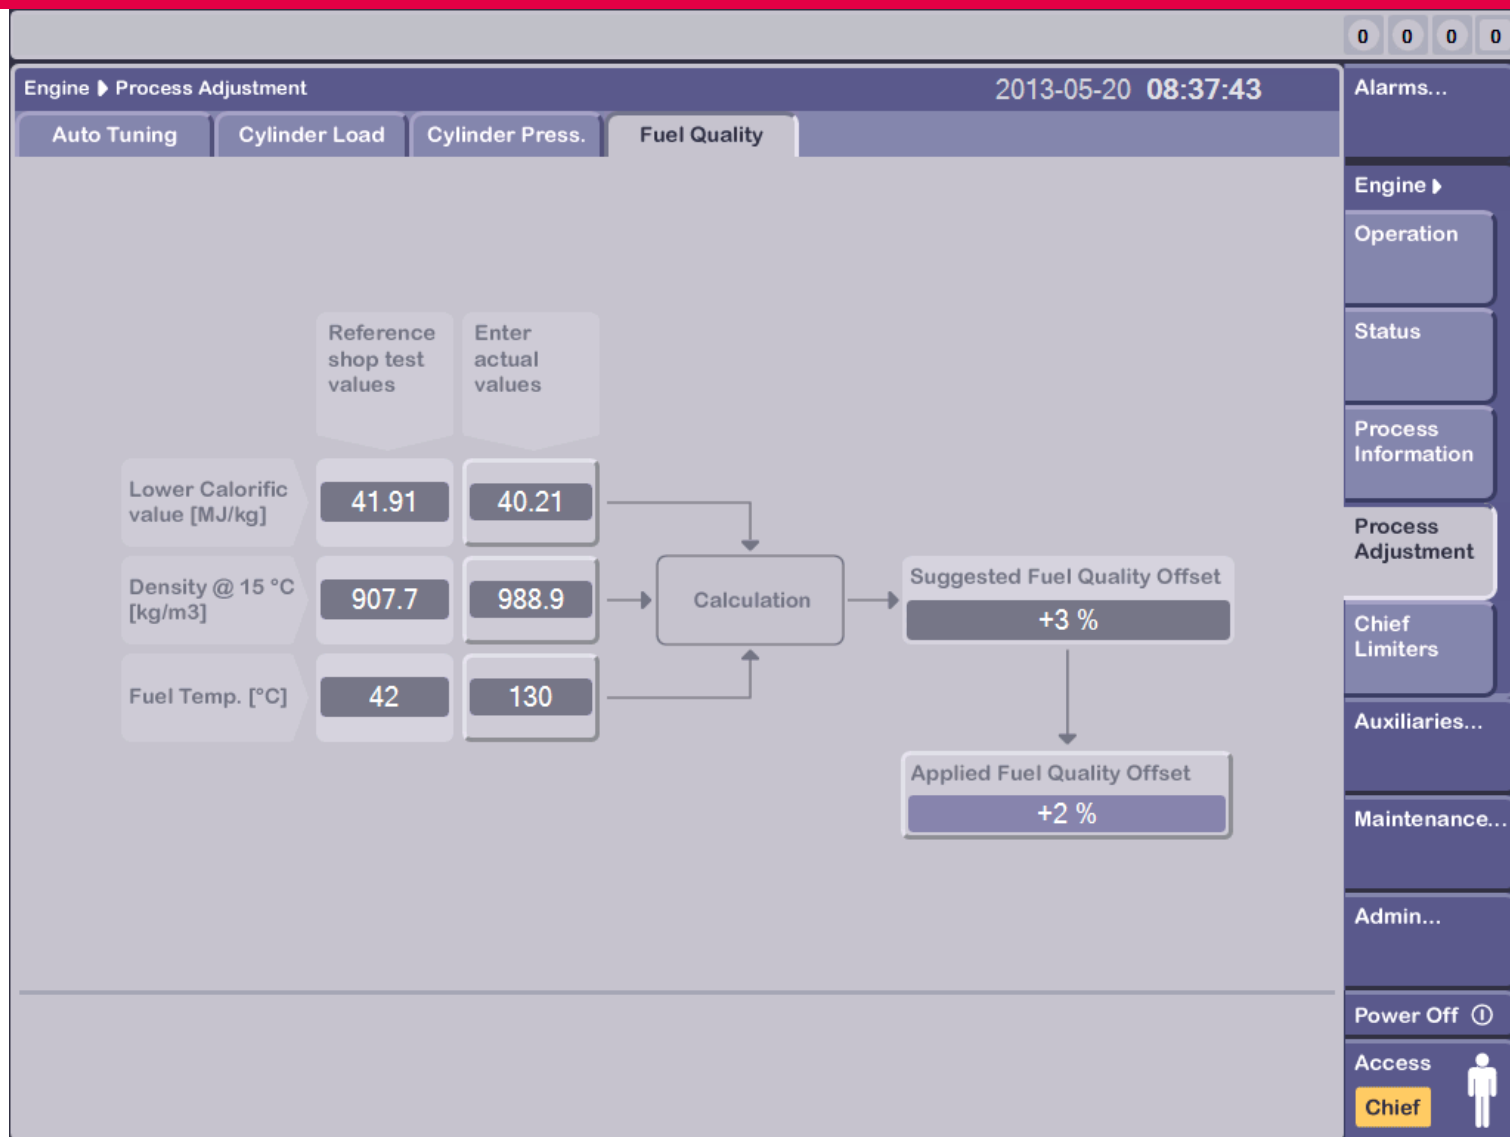 0 0 0 0
Engine Process Adjustment 2013-05-20 08:37:43
Auto Tuning Cylinder Load Cylinder Press. Fuel Quality
Reference
shop test
values
Enter
actual
values
Lower Calorific
value [MJ/kg]
41.91 40.21
Density @ 15 °C
[kg/m3]
907.7 988.9
Fuel Temp. [°C] 42 130
Calculation
Suggested Fuel Quality Offset
+3 %
Applied Fuel Quality Offset
+2 %
Alarms...
Engine
Operation
Status
Process
Information
Process
Adjustment
Chief
Limiters
Auxiliaries...
Maintenance...
Admin...
Power Off
Access
Chief